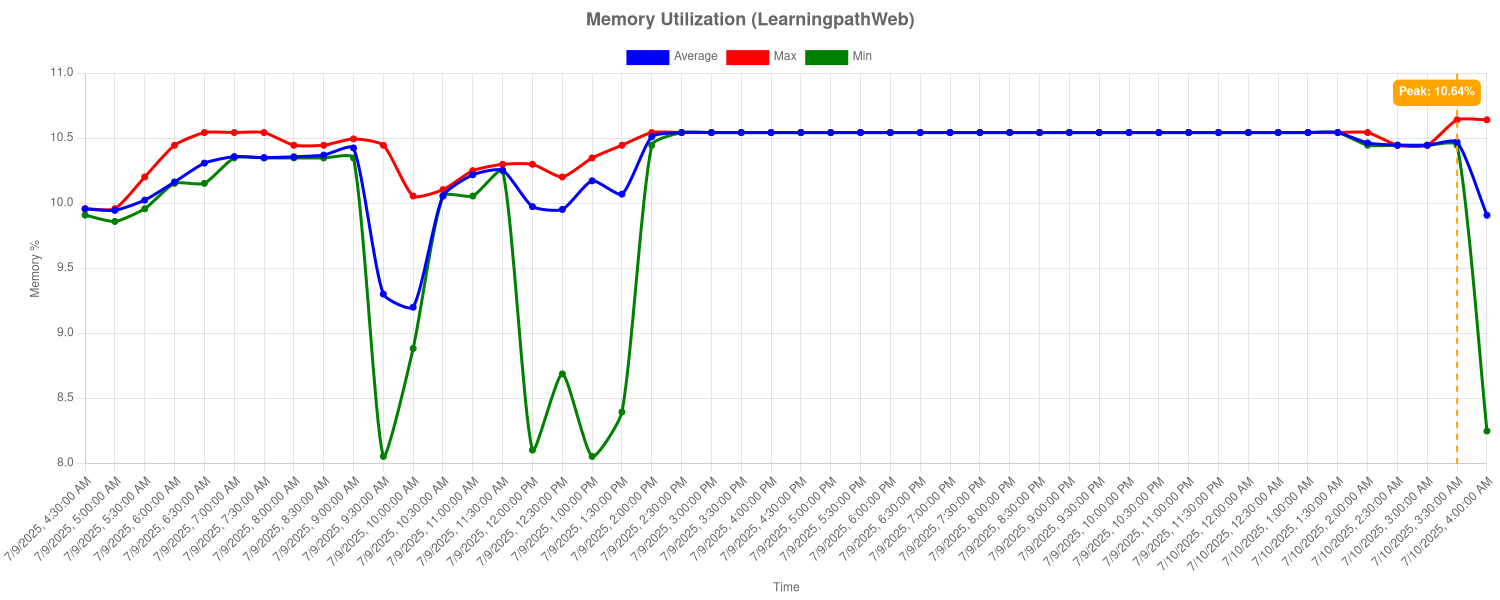 Memory Utilization (LearningpathWeb)
Average Max Min
11.0
Peak: 10.64%
10.5
10.0
9.5
9.0
8.5
8.0
Memory %
7/9/2025, 4:30:00 AM
7/9/2025, 5:00:00 AM
7/9/2025, 5:30:00 AM
7/9/2025, 6:00:00 AM
7/9/2025, 6:30:00 AM
7/9/2025, 7:00:00 AM
7/9/2025, 7:30:00 AM
7/9/2025, 8:00:00 AM
7/9/2025, 8:30:00 AM
7/9/2025, 9:00:00 AM
7/9/2025, 9:30:00 AM
7/9/2025, 10:00:00 AM
7/9/2025, 10:30:00 AM
7/9/2025, 11:00:00 AM
7/9/2025, 11:30:00 AM
7/9/2025, 12:00:00 PM
7/9/2025, 12:30:00 PM
7/9/2025, 1:00:00 PM
7/9/2025, 1:30:00 PM
7/9/2025, 2:00:00 PM
7/9/2025, 2:30:00 PM
7/9/2025, 3:00:00 PM
7/9/2025, 3:30:00 PM
7/9/2025, 4:00:00 PM
7/9/2025, 4:30:00 PM
7/9/2025, 5:00:00 PM
7/9/2025, 5:30:00 PM
7/9/2025, 6:00:00 PM
7/9/2025, 6:30:00 PM
7/9/2025, 7:00:00 PM
7/9/2025, 7:30:00 PM
7/9/2025, 8:00:00 PM
7/9/2025, 8:30:00 PM
7/9/2025, 9:00:00 PM
7/9/2025, 9:30:00 PM
7/9/2025, 10:00:00 PM
7/9/2025, 10:30:00 PM
7/9/2025, 11:00:00 PM
7/9/2025, 11:30:00 PM
7/10/2025, 12:00:00 AM
7/10/2025, 12:30:00 AM
7/10/2025, 1:00:00 AM
7/10/2025, 1:30:00 AM
7/10/2025, 2:00:00 AM
7/10/2025, 2:30:00 AM
7/10/2025, 3:00:00 AM
7/10/2025, 3:30:00 AM
7/10/2025, 4:00:00 AM
Time